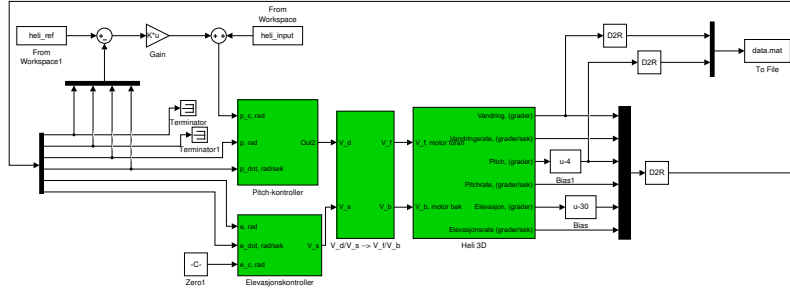 From
Workspace
heli_ref
From
Workspace1
K*u
Gain
heli_input
D2R
D2R
data.mat
To File
Terminator
Terminator1
p_c, rad
p, rad
p_dot, rad/sek
Out2
Pitch-kontroller
e, rad
e_dot, rad/sek
e_c, rad
V_s
Elevasjonskontroller
-C-
Zero1
V_d
V_s
V_f
V_b
V_d/V_s --> V_f/V_b
V_f, motor foran
V_b, motor bak
Vandring, (grader)
Vandringsrate, (grader/sek)
Pitch, (grader)
Pitchrate, (grader/sek)
Elevasjon, (grader)
Elevasjonsrate (grader/sek)
Heli 3D
u-4
Bias1
u-30
Bias
D2R